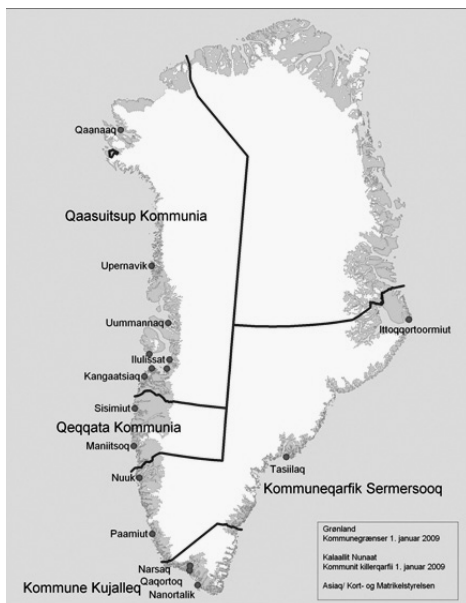 Qaanaaq
Qaasuitsup Kommunia
Upernavik
Uummannaq
Ittoqqortoormiut
Ilulissat
Kangaatsiaq
Sisimiut
Qeqqata Kommunia
Maniitsoq
Tasiilaq
Nuuk
Kommuneqarfik Sermersooq
Paamiut
Grønland
Kommunegrænser 1. januar 2009
Kalaallit Nunaat
Kommunit killerqarfii 1. januar 2009
Asiaq/ Kort- og Matrikelstyrelsen
Narsaq
Qaqortoq
Kommune Kujalleq
Nanortalik